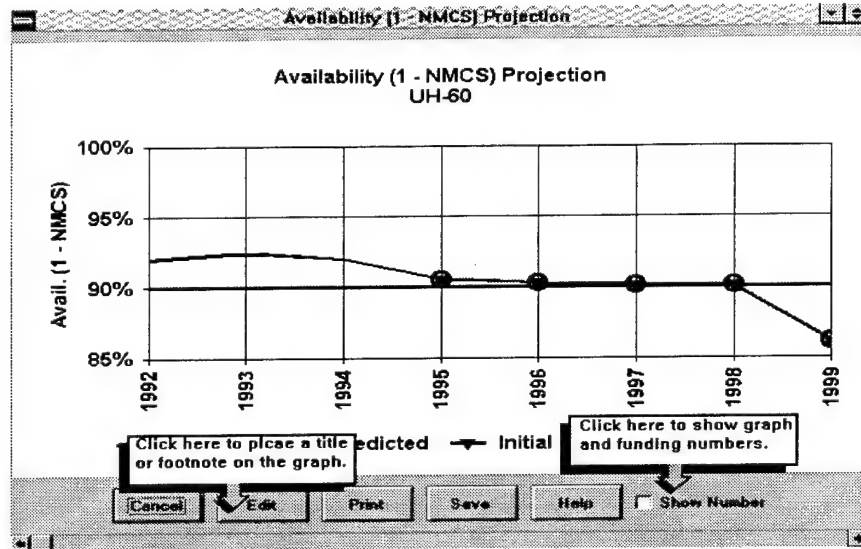 Availability (1 - NMCS) Projection
Availability (1 - NMCS) Projection
UH-60
100%
95%
90%
85%
Avail. (1 - NMCS)
1992
1993
1994
1995
1996
1997
1998
1999
edicted
Initial
Click here to plcae a title
or footnote on the graph.
Click here to show graph
and funding numbers.
Cancel
Edit
Print
Save
Help
Show Number